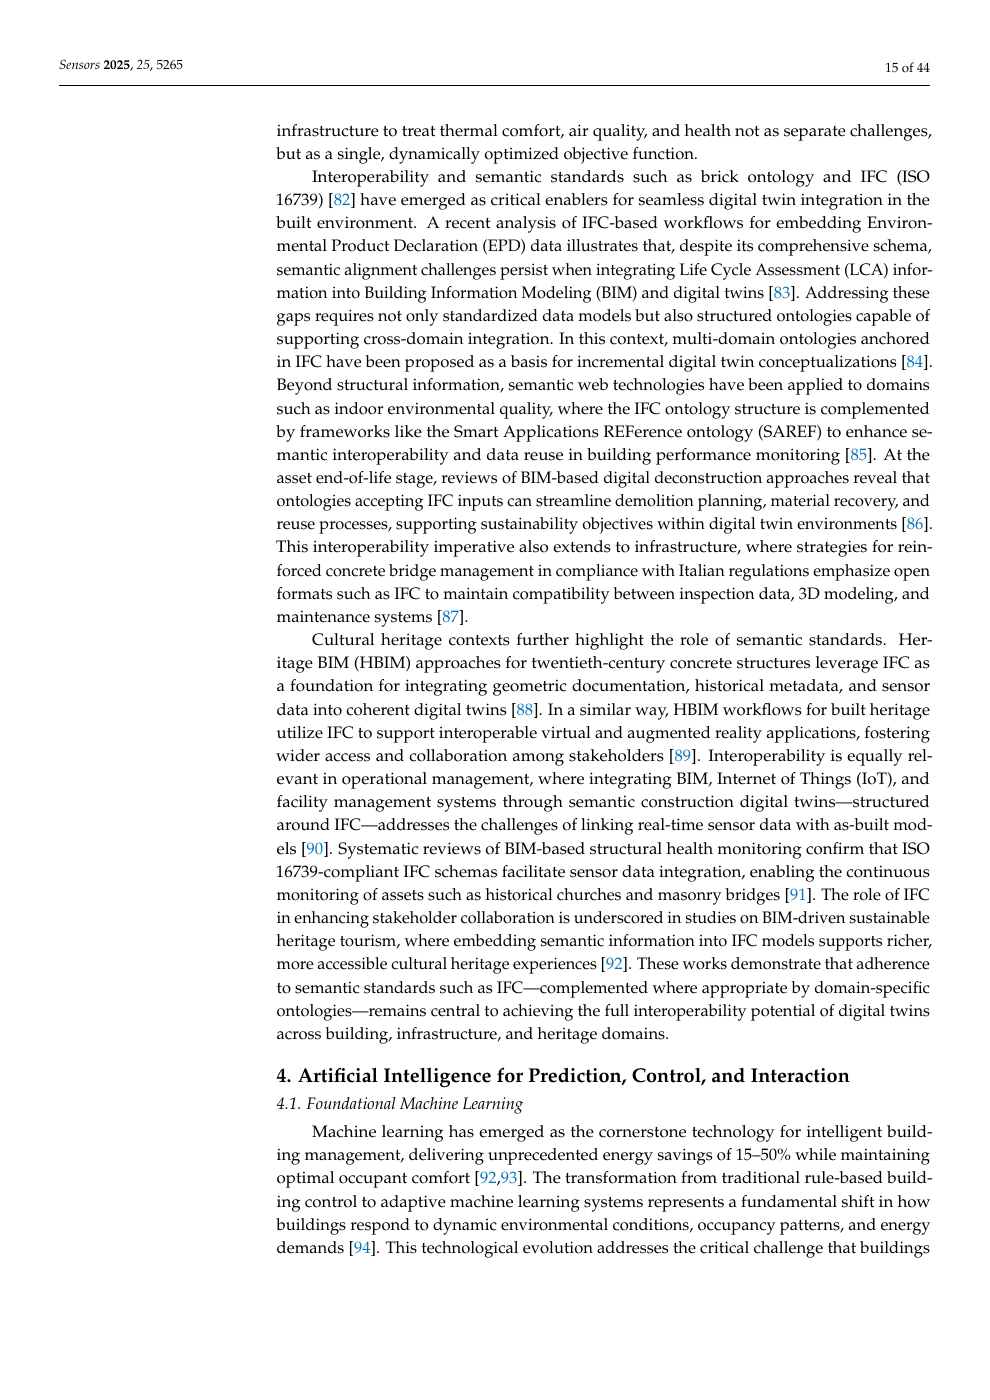 Sensors 2025, 25, 5265
15 of 44
infrastructure to treat thermal comfort, air quality, and health not as separate challenges,
but as a single, dynamically optimized objective function.
Interoperability and semantic standards such as brick ontology and IFC (ISO
16739) [82] have emerged as critical enablers for seamless digital twin integration in the
built environment. A recent analysis of IFC-based workflows for embedding Environ-
mental Product Declaration (EPD) data illustrates that, despite its comprehensive schema,
semantic alignment challenges persist when integrating Life Cycle Assessment (LCA) infor-
mation into Building Information Modeling (BIM) and digital twins [83]. Addressing these
gaps requires not only standardized data models but also structured ontologies capable of
supporting cross-domain integration. In this context, multi-domain ontologies anchored
in IFC have been proposed as a basis for incremental digital twin conceptualizations [84].
Beyond structural information, semantic web technologies have been applied to domains
such as indoor environmental quality, where the IFC ontology structure is complemented
by frameworks like the Smart Applications REFerence ontology (SAREF) to enhance se-
mantic interoperability and data reuse in building performance monitoring [85]. At the
asset end-of-life stage, reviews of BIM-based digital deconstruction approaches reveal that
ontologies accepting IFC inputs can streamline demolition planning, material recovery, and
reuse processes, supporting sustainability objectives within digital twin environments [86].
This interoperability imperative also extends to infrastructure, where strategies for rein-
forced concrete bridge management in compliance with Italian regulations emphasize open
formats such as IFC to maintain compatibility between inspection data, 3D modeling, and
maintenance systems [87].
Cultural heritage contexts further highlight the role of semantic standards. Her-
itage BIM (HBIM) approaches for twentieth-century concrete structures leverage IFC as
a foundation for integrating geometric documentation, historical metadata, and sensor
data into coherent digital twins [88]. In a similar way, HBIM workflows for built heritage
utilize IFC to support interoperable virtual and augmented reality applications, fostering
wider access and collaboration among stakeholders [89]. Interoperability is equally rel-
evant in operational management, where integrating BIM, Internet of Things (IoT), and
facility management systems through semantic construction digital twins—structured
around IFC—addresses the challenges of linking real-time sensor data with as-built mod-
els [90]. Systematic reviews of BIM-based structural health monitoring confirm that ISO
16739-compliant IFC schemas facilitate sensor data integration, enabling the continuous
monitoring of assets such as historical churches and masonry bridges [91]. The role of IFC
in enhancing stakeholder collaboration is underscored in studies on BIM-driven sustainable
heritage tourism, where embedding semantic information into IFC models supports richer,
more accessible cultural heritage experiences [92]. These works demonstrate that adherence
to semantic standards such as IFC—complemented where appropriate by domain-specific
ontologies—remains central to achieving the full interoperability potential of digital twins
across building, infrastructure, and heritage domains.
4. Artificial Intelligence for Prediction, Control, and Interaction
4.1. Foundational Machine Learning
Machine learning has emerged as the cornerstone technology for intelligent build-
ing management, delivering unprecedented energy savings of 15–50% while maintaining
optimal occupant comfort [92,93]. The transformation from traditional rule-based build-
ing control to adaptive machine learning systems represents a fundamental shift in how
buildings respond to dynamic environmental conditions, occupancy patterns, and energy
demands [94]. This technological evolution addresses the critical challenge that buildings